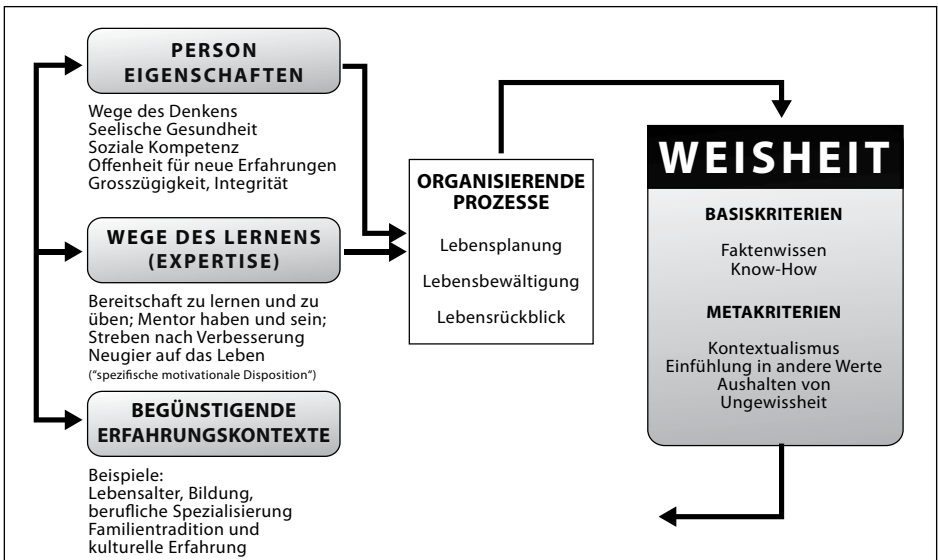 PERSON
EIGENSCHAFTEN
Wege des Denkens
Seelische Gesundheit
Soziale Kompetenz
Offenheit für neue Erfahrungen
Grosszügigkeit, Integrität
WEGE DES LERNENS
(EXPERTISE)
Bereitschaft zu lernen und zu
üben; Mentor haben und sein;
Streben nach Verbesserung
Neugier auf das Leben
(“spezifische motivationale Disposition“)
BEGÜNSTIGENDE
ERFAHRUNGSKONTEXTE
Beispiele:
Lebensalter, Bildung,
berufliche Spezialisierung
Familientradition und
kulturelle Erfahrung
ORGANISIERENDE
PROZESSE
Lebensplanung
Lebensbewältigung
Lebensrückblick
WEISHEIT
BASISKRITERIEN
Faktenwissen
Know-How
METAKRITERIEN
Kontextualismus
Einfühlung in andere Werte
Aushalten von
Ungewissheit